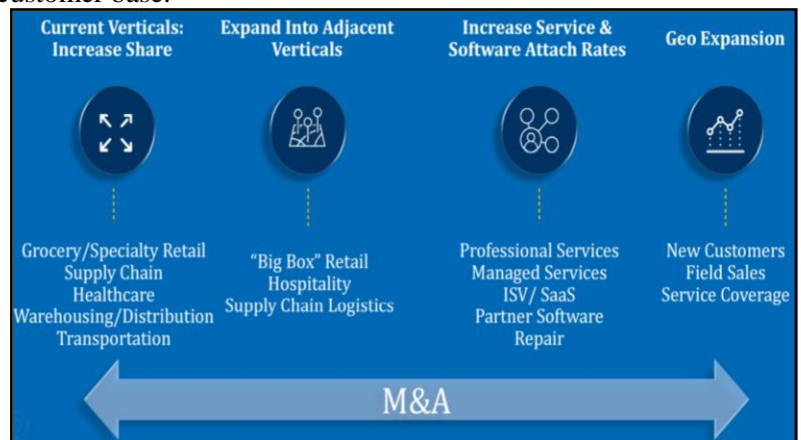 customer base.
Current Verticals:
Increase Share
Grocery/Specialty Retail
Supply Chain
Healthcare
Warehousing/Distribution
Transportation
Expand Into Adjacent
Verticals
“Big Box” Retail
Hospitality
Supply Chain Logistics
Increase Service &
Software Attach Rates
Professional Services
Managed Services
ISV/ SaaS
Partner Software
Repair
Geo Expansion
New Customers
Field Sales
Service Coverage
M&A